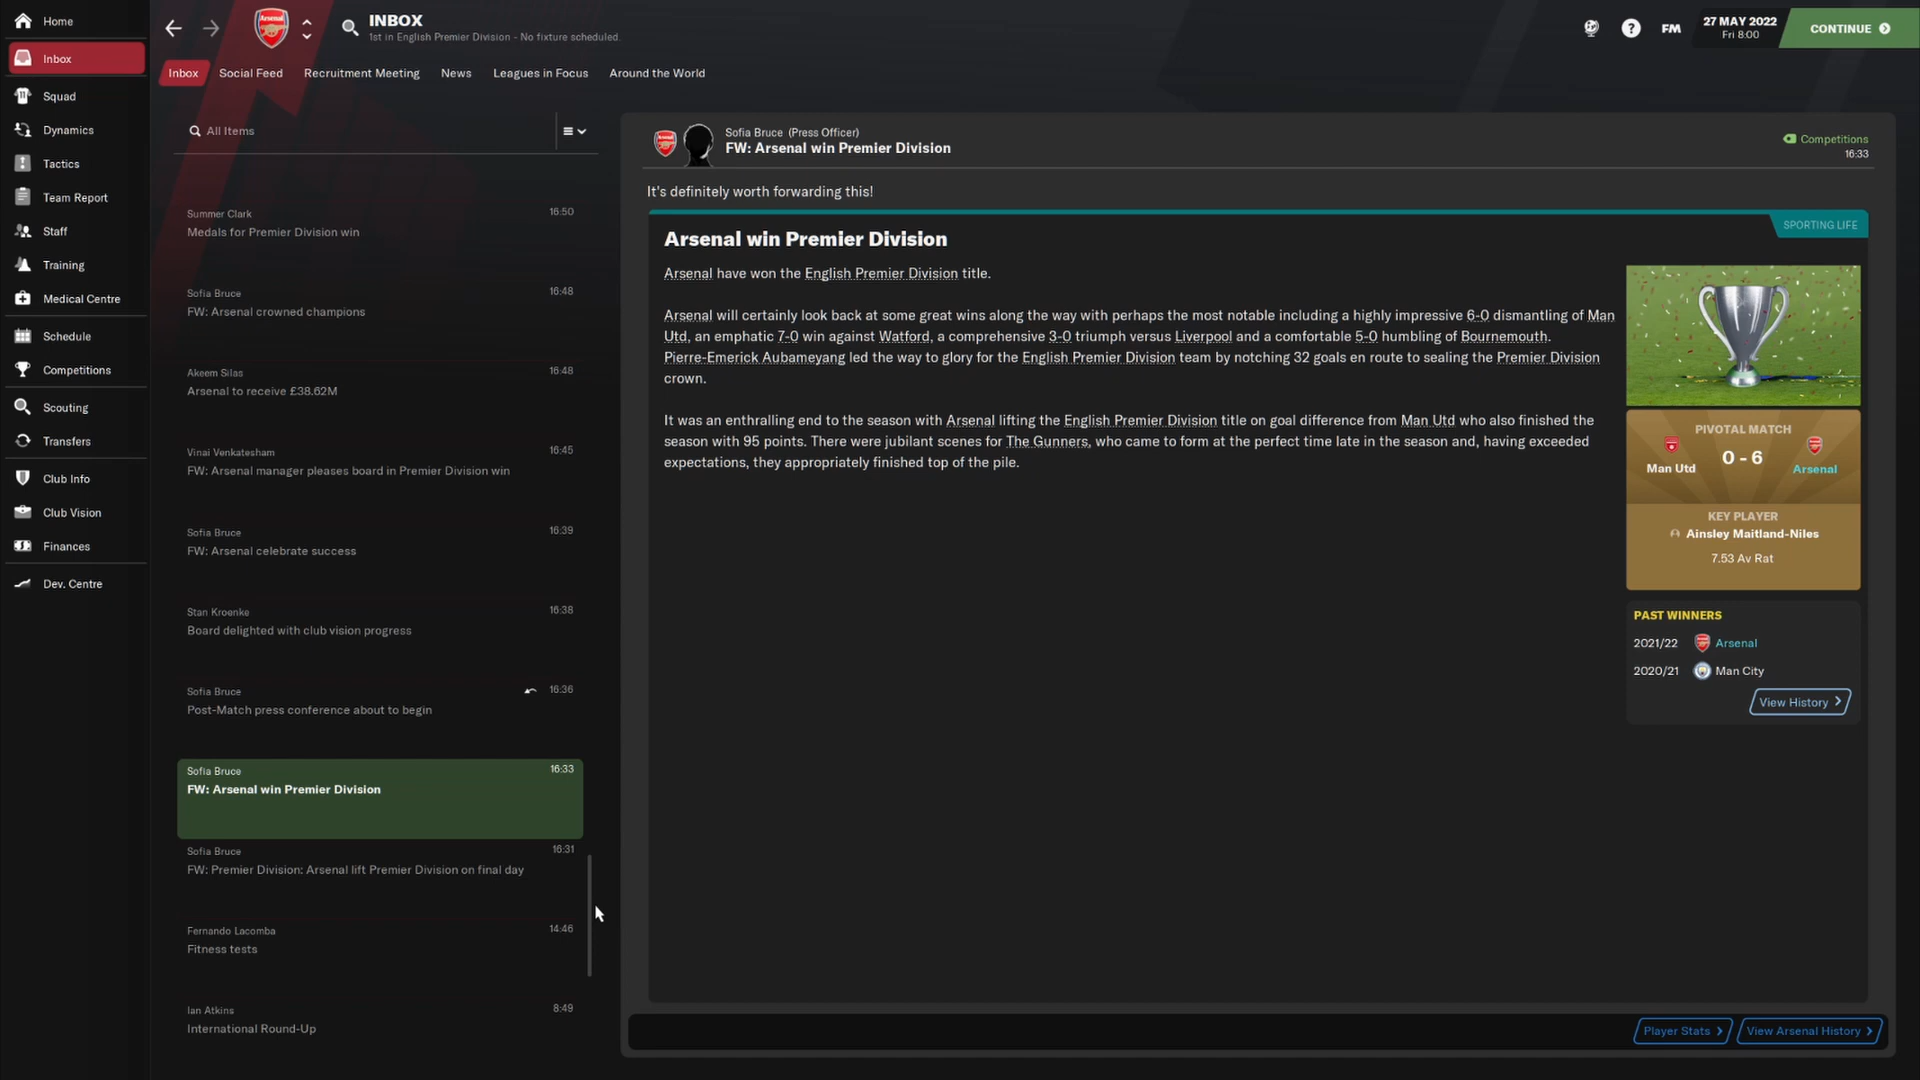 Home
Inbox
Squad
Dynamics
Tactics
Team Report
Staff
Training
Medical Centre
Schedule
Competitions
Scouting
Transfers
Club Info
Club Vision
Finances
Dev. Centre
Arsenal
INBOX
1st in English Premier Division - No fixture scheduled.
?
FM
27 MAY 2022
Fri 8:00
CONTINUE
Inbox
Social Feed
Recruitment Meeting
News
Leagues in Focus
Around the World
All Items
Summer Clark
16:50
Medals for Premier Division win
Sofia Bruce
16:48
FW: Arsenal crowned champions
Akeem Silas
16:48
Arsenal to receive £38.62M
Vinai Venkatesham
16:45
FW: Arsenal manager pleases board in Premier Division win
Sofia Bruce
16:39
FW: Arsenal celebrate success
Stan Kroenke
16:38
Board delighted with club vision progress
Sofia Bruce
16:36
Post-Match press conference about to begin
Sofia Bruce
16:33
FW: Arsenal win Premier Division
Sofia Bruce
16:31
FW: Premier Division: Arsenal lift Premier Division on final day
Fernando Lacomba
14:46
Fitness tests
Ian Atkins
8:49
International Round-Up
Sofia Bruce (Press Officer)
FW: Arsenal win Premier Division
Competitions
16:33
It's definitely worth forwarding this!
SPORTING LIFE
Arsenal win Premier Division
Arsenal have won the English Premier Division title.
Arsenal will certainly look back at some great wins along the way with perhaps the most notable including a highly impressive 6-0 dismantling of Man
Utd, an emphatic 7-0 win against Watford, a comprehensive 3-0 triumph versus Liverpool and a comfortable 5-0 humbling of Bournemouth.
Pierre-Emerick Aubameyang led the way to glory for the English Premier Division team by notching 32 goals en route to sealing the Premier Division
crown.
It was an enthralling end to the season with Arsenal lifting the English Premier Division title on goal difference from Man Utd who also finished the
season with 95 points. There were jubilant scenes for The Gunners, who came to form at the perfect time late in the season and, having exceeded
expectations, they appropriately finished top of the pile.
PIVOTAL MATCH
Man Utd
0 - 6
Arsenal
KEY PLAYER
Ainsley Maitland-Niles
7.53 Av Rat
PAST WINNERS
2021/22 Arsenal
2020/21 Man City
View History
Player Stats
View Arsenal History